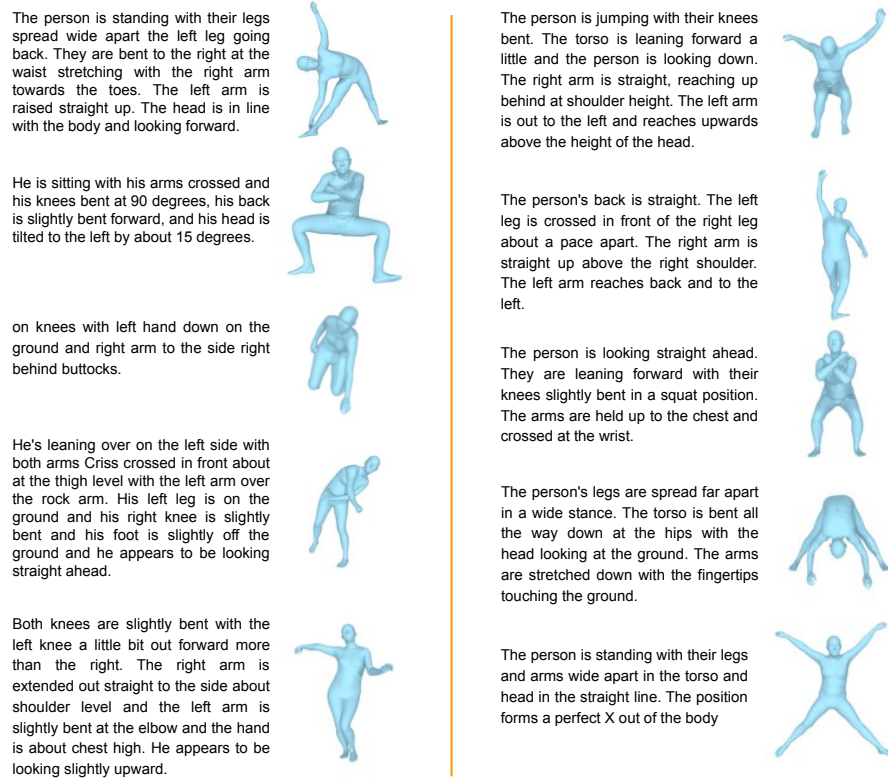 The person is standing with their legs
spread wide apart the left leg going
back. They are bent to the right at the
waist stretching with the right arm
towards the toes. The left arm is
raised straight up. The head is in line
with the body and looking forward.
He is sitting with his arms crossed and
his knees bent at 90 degrees, his back
is slightly bent forward, and his head is
tilted to the left by about 15 degrees.
on knees with left hand down on the
ground and right arm to the side right
behind buttocks.
He's leaning over on the left side with
both arms Criss crossed in front about
at the thigh level with the left arm over
the rock arm. His left leg is on the
ground and his right knee is slightly
bent and his foot is slightly off the
ground and he appears to be looking
straight ahead.
Both knees are slightly bent with the
left knee a little bit out forward more
than the right. The right arm is
extended out straight to the side about
shoulder level and the left arm is
slightly bent at the elbow and the hand
is about chest high. He appears to be
looking slightly upward.
The person is jumping with their knees
bent. The torso is leaning forward a
little and the person is looking down.
The right arm is straight, reaching up
behind at shoulder height. The left arm
is out to the left and reaches upwards
above the height of the head.
The person's back is straight. The left
leg is crossed in front of the right leg
about a pace apart. The right arm is
straight up above the right shoulder.
The left arm reaches back and to the
left.
The person is looking straight ahead.
They are leaning forward with their
knees slightly bent in a squat position.
The arms are held up to the chest and
crossed at the wrist.
The person's legs are spread far apart
in a wide stance. The torso is bent all
the way down at the hips with the
head looking at the ground. The arms
are stretched down with the fingertips
touching the ground.
The person is standing with their legs
and arms wide apart in the torso and
head in the straight line. The position
forms a perfect X out of the body